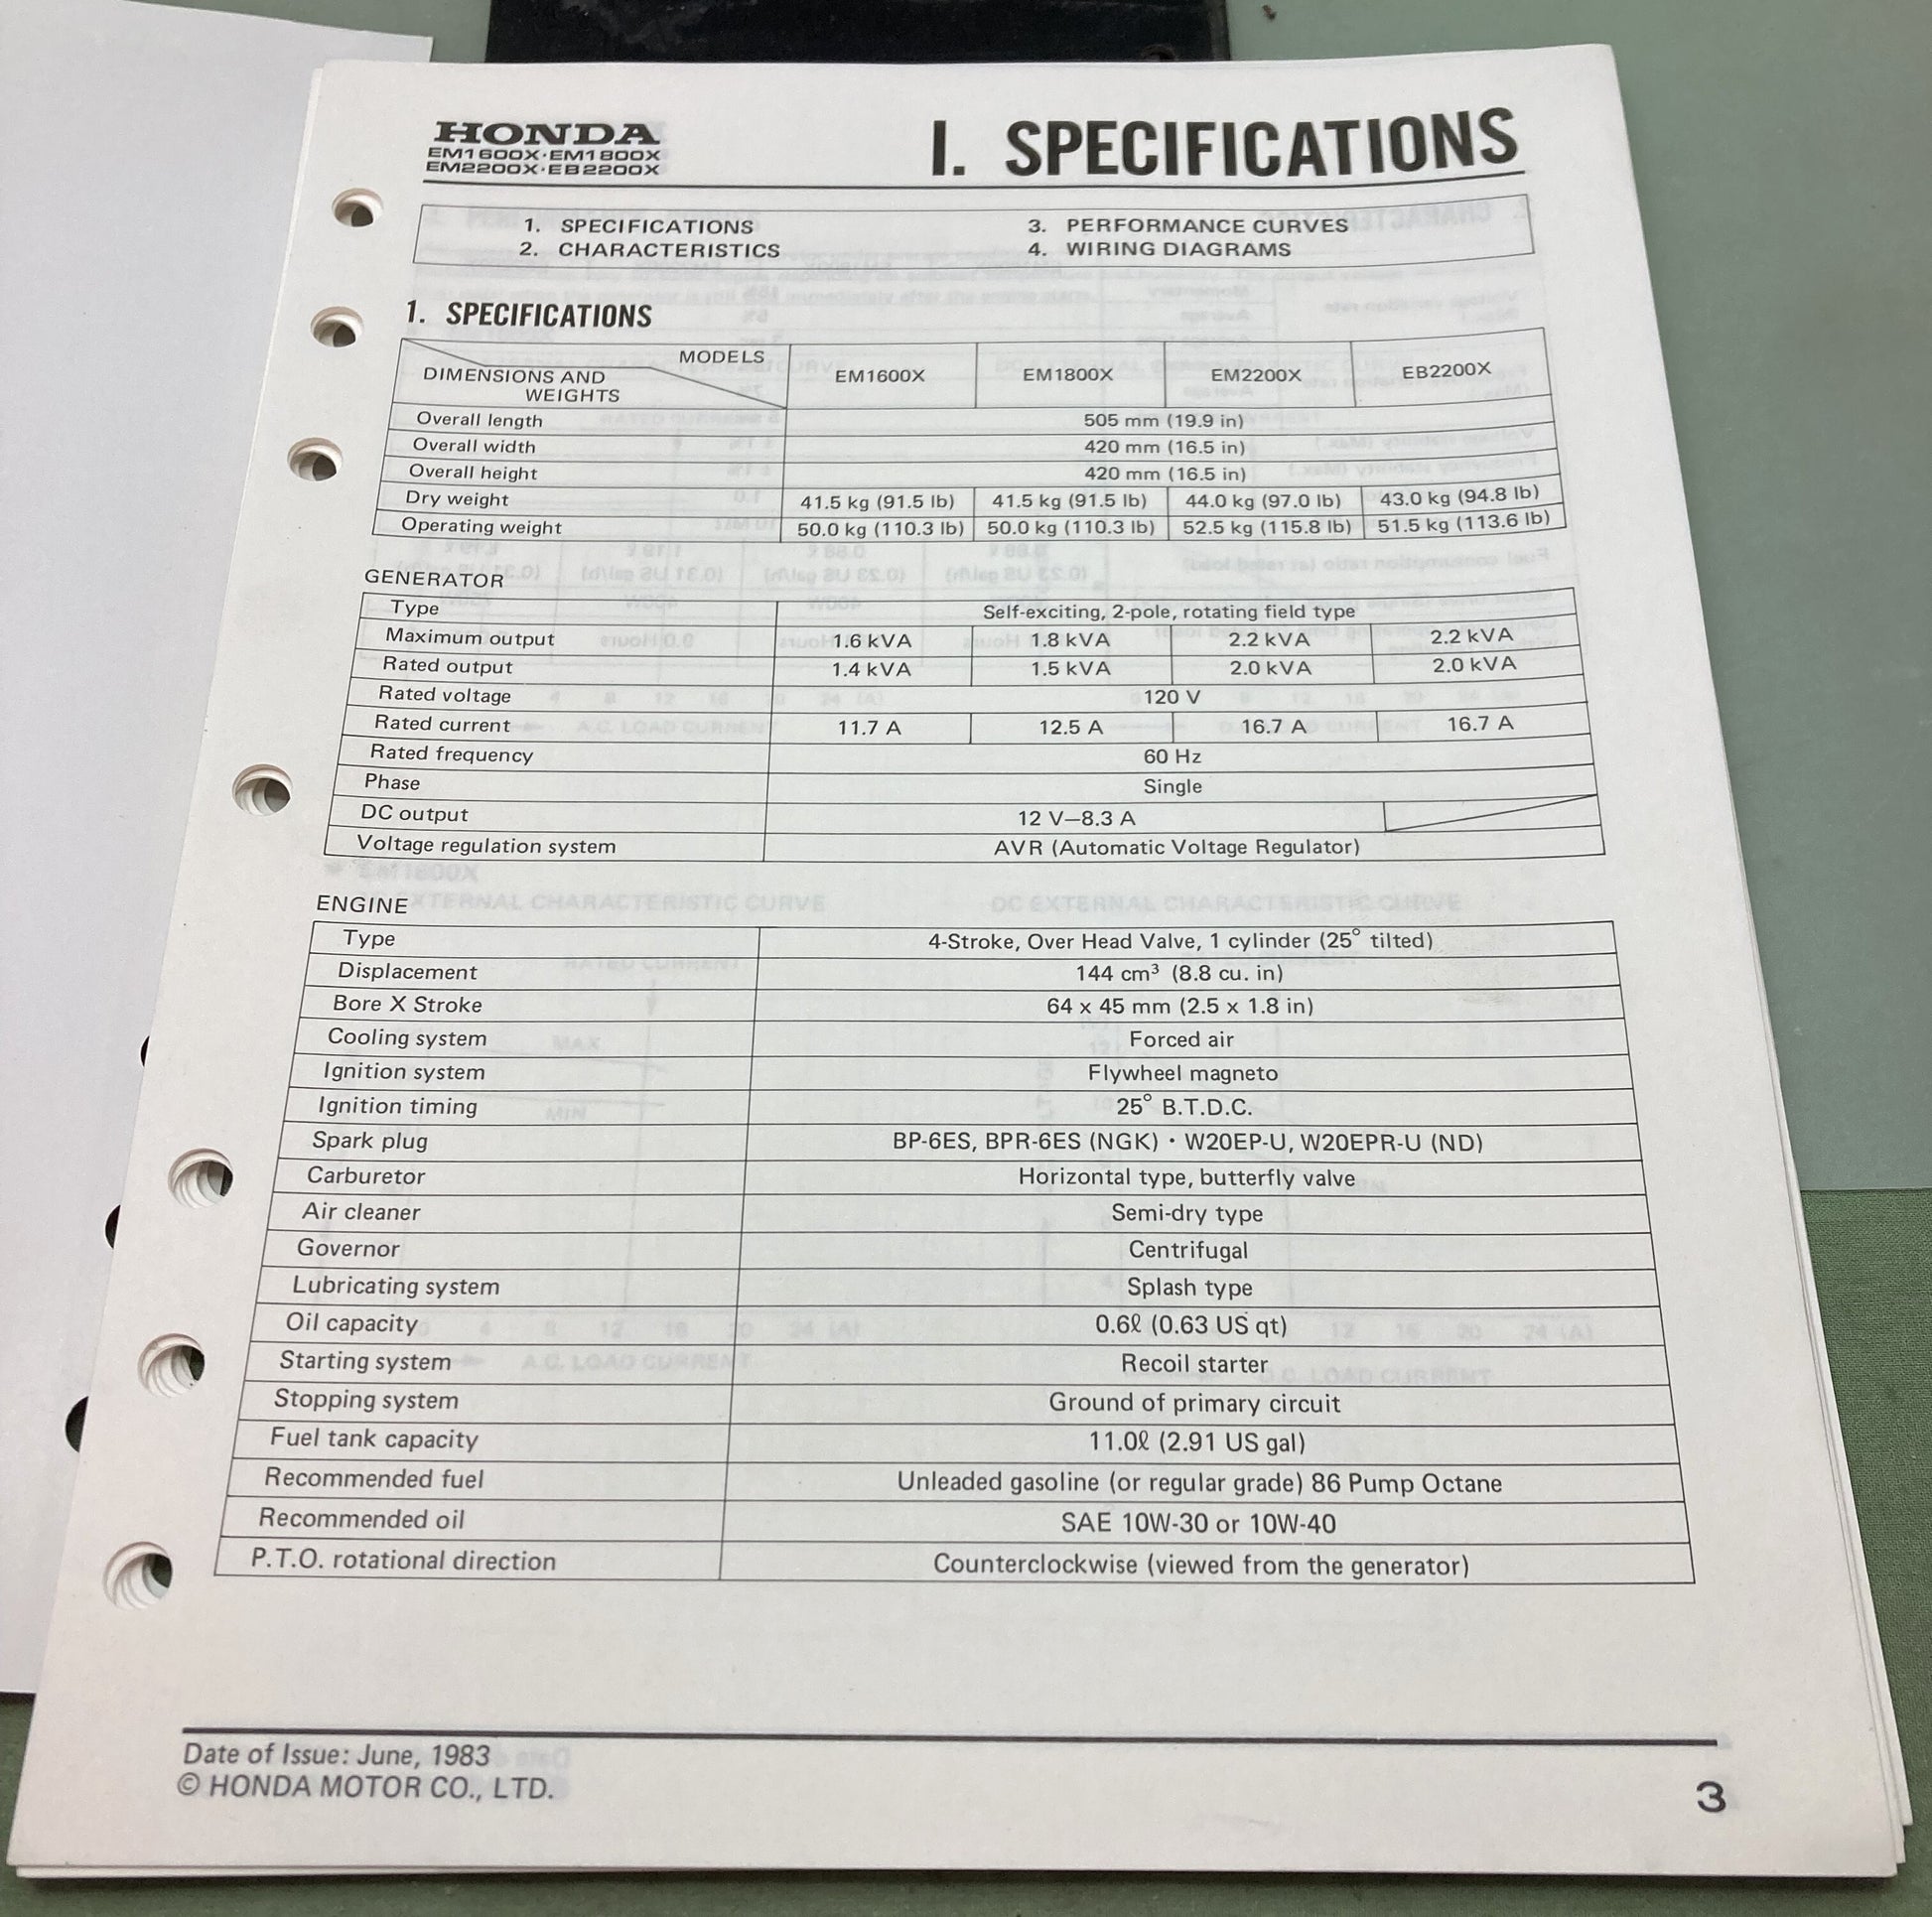 HONDA
EM1600X·EM1800X
EM2200X·EB2200X
I. SPECIFICATIONS
1. SPECIFICATIONS
2. CHARACTERISTICS
3. PERFORMANCE CURVES
4. WIRING DIAGRAMS
1. SPECIFICATIONS
MODELS
DIMENSIONS AND
WEIGHTS
EM1600X EM1800X EM2200X EB2200X
Overall length 505 mm (19.9 in)
Overall width 420 mm (16.5 in)
Overall height 420 mm (16.5 in)
Dry weight 41.5 kg (91.5 lb) 41.5 kg (91.5 lb) 44.0 kg (97.0 lb) 43.0 kg (94.8 lb)
Operating weight 50.0 kg (110.3 lb) 50.0 kg (110.3 lb) 52.5 kg (115.8 lb) 51.5 kg (113.6 lb)
GENERATOR
Type Self-exciting, 2-pole, rotating field type
Maximum output 1.6 kVA 1.8 kVA 2.2 kVA 2.2 kVA
Rated output 1.4 kVA 1.5 kVA 2.0 kVA 2.0 kVA
Rated voltage 120 V
Rated current 11.7 A 12.5 A 16.7 A 16.7 A
Rated frequency 60 Hz
Phase Single
DC output 12 V–8.3 A
Voltage regulation system AVR (Automatic Voltage Regulator)
ENGINE
Type 4-Stroke, Over Head Valve, 1 cylinder (25° tilted)
Displacement 144 cm³ (8.8 cu. in)
Bore X Stroke 64 x 45 mm (2.5 x 1.8 in)
Cooling system Forced air
Ignition system Flywheel magneto
Ignition timing 25° B.T.D.C.
Spark plug BP-6ES, BPR-6ES (NGK) · W20EP-U, W20EPR-U (ND)
Carburetor Horizontal type, butterfly valve
Air cleaner Semi-dry type
Governor Centrifugal
Lubricating system Splash type
Oil capacity 0.6ℓ (0.63 US qt)
Starting system Recoil starter
Stopping system Ground of primary circuit
Fuel tank capacity 11.0ℓ (2.91 US gal)
Recommended fuel Unleaded gasoline (or regular grade) 86 Pump Octane
Recommended oil SAE 10W-30 or 10W-40
P.T.O. rotational direction Counterclockwise (viewed from the generator)
Date of Issue: June, 1983
© HONDA MOTOR CO., LTD.
3